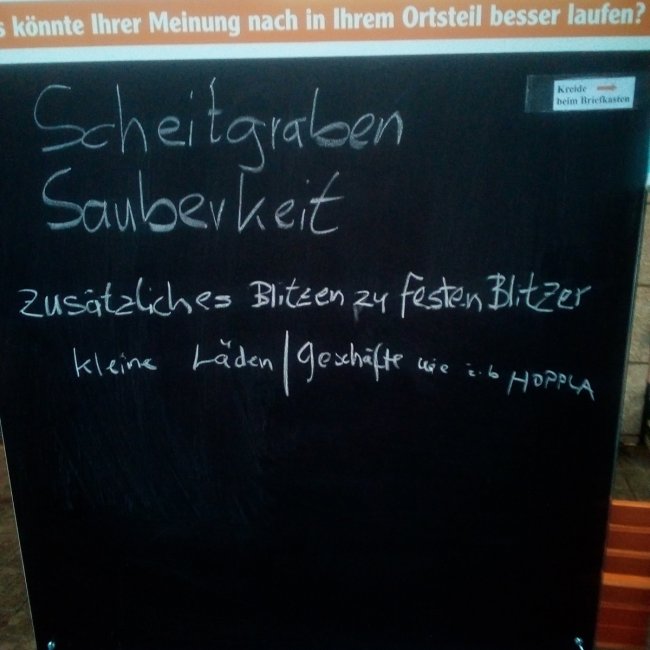 s könnte Ihrer Meinung nach in Ihrem Ortsteil besser laufen?
Kreide →
beim Briefkasten
Scheitgraben
Sauberkeit
zusätzliches Blitzen zu festen Blitzer
kleine Läden / Geschäfte wie z.b HOPPLA